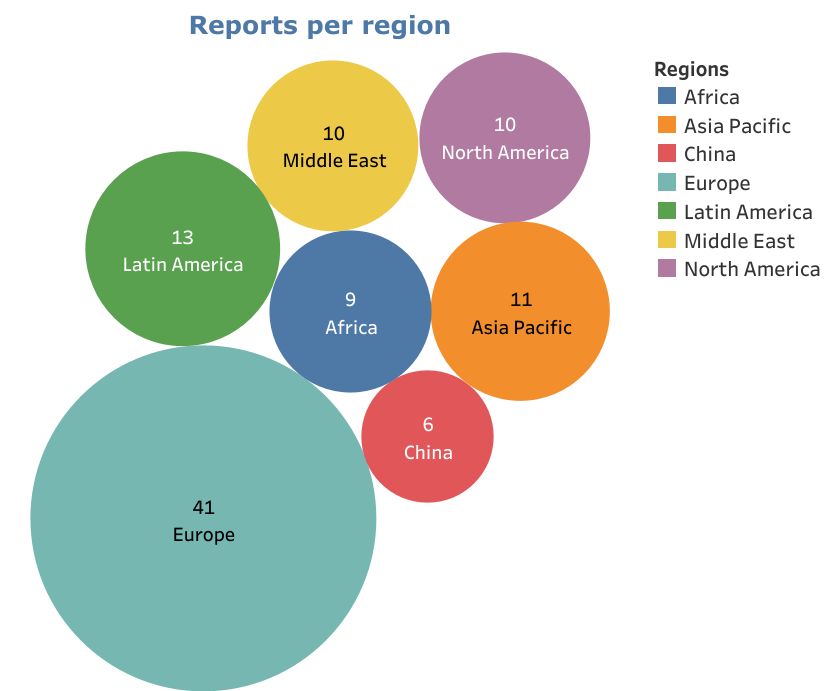 Reports per region
10
Middle East
10
North America
13
Latin America
9
Africa
11
Asia Pacific
6
China
41
Europe
Regions
Africa
Asia Pacific
China
Europe
Latin America
Middle East
North America